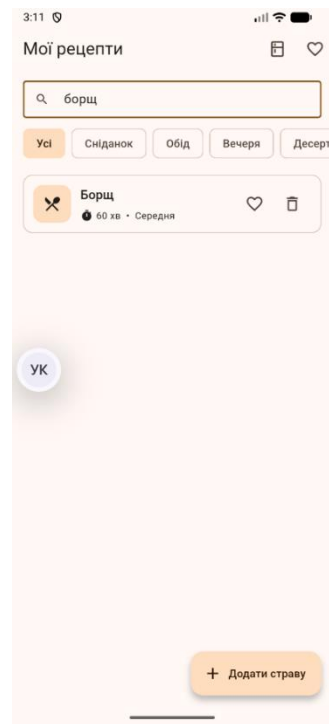 3:11
Мої рецепти
борщ
Усі Сніданок Обід Вечеря Десерт
Борщ
60 хв • Середня
УК
+ Додати страву